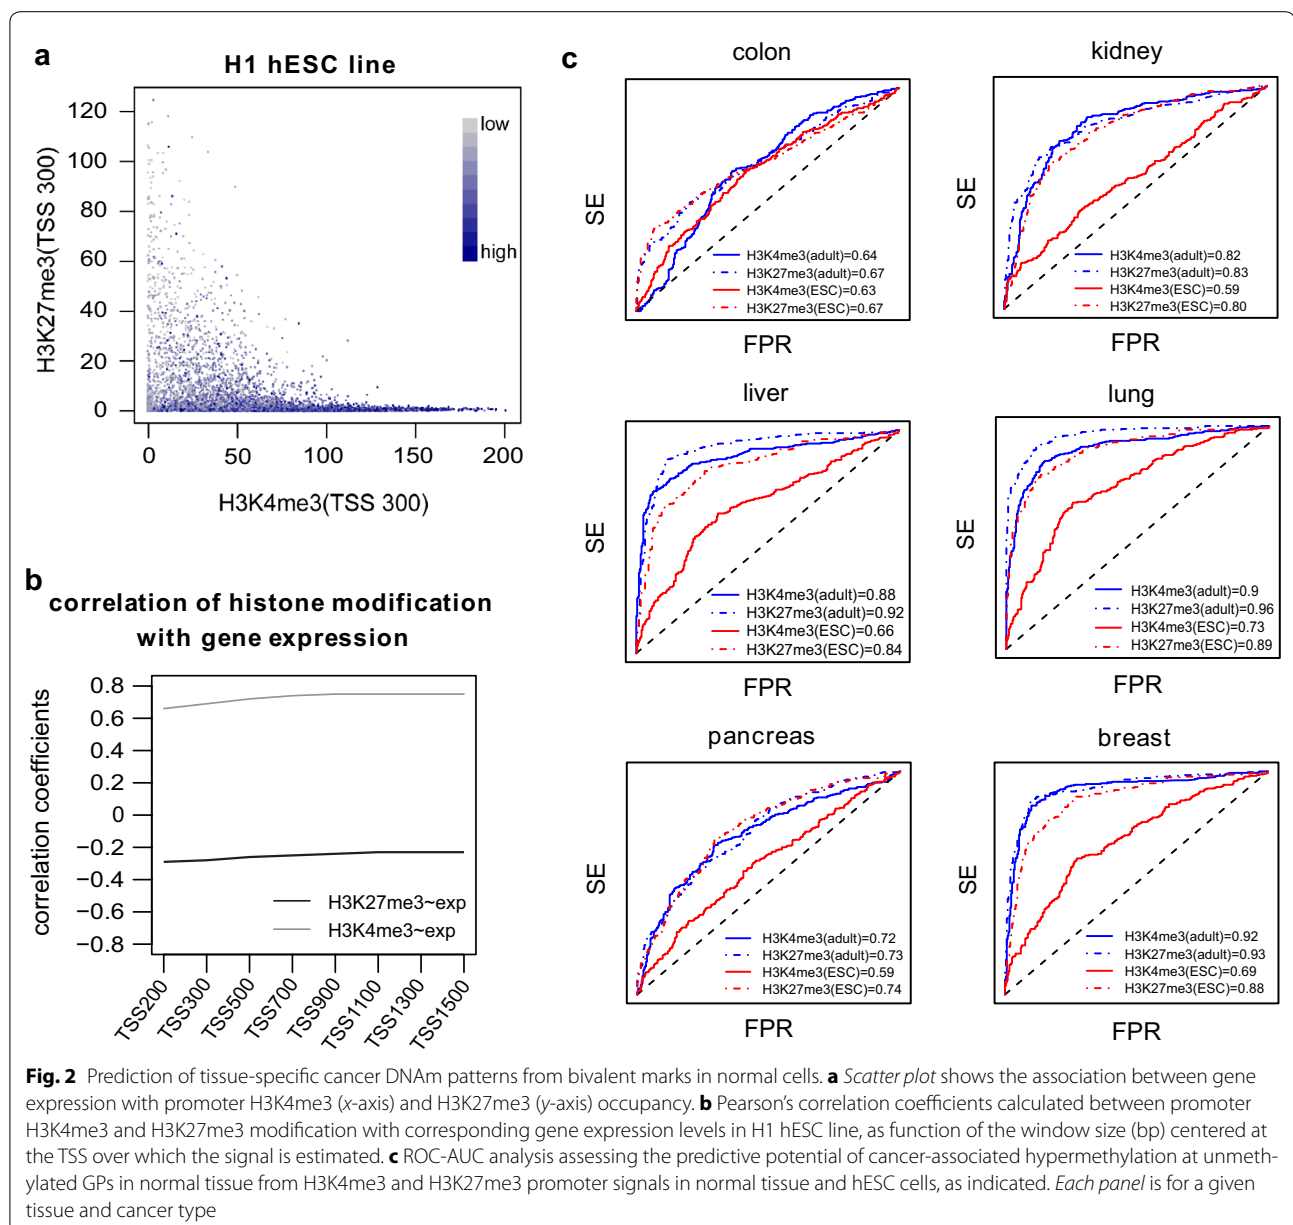 a
H1 hESC line
120
100
80
60
40
20
0
H3K27me3(TSS 300)
low
high
0 50 100 150 200
H3K4me3(TSS 300)
b
correlation of histone modification
with gene expression
0.8
0.6
0.4
0.2
0
−0.2
−0.4
−0.6
−0.8
correlation coefficients
H3K27me3~exp
H3K4me3~exp
TSS200 TSS300 TSS500 TSS700 TSS900 TSS1100 TSS1300 TSS1500
c
colon
SE
H3K4me3(adult)=0.64
H3K27me3(adult)=0.67
H3K4me3(ESC)=0.63
H3K27me3(ESC)=0.67
FPR
kidney
SE
H3K4me3(adult)=0.82
H3K27me3(adult)=0.83
H3K4me3(ESC)=0.59
H3K27me3(ESC)=0.80
FPR
liver
SE
H3K4me3(adult)=0.88
H3K27me3(adult)=0.92
H3K4me3(ESC)=0.66
H3K27me3(ESC)=0.84
FPR
lung
SE
H3K4me3(adult)=0.9
H3K27me3(adult)=0.96
H3K4me3(ESC)=0.73
H3K27me3(ESC)=0.89
FPR
pancreas
SE
H3K4me3(adult)=0.72
H3K27me3(adult)=0.73
H3K4me3(ESC)=0.59
H3K27me3(ESC)=0.74
FPR
breast
SE
H3K4me3(adult)=0.92
H3K27me3(adult)=0.93
H3K4me3(ESC)=0.69
H3K27me3(ESC)=0.88
FPR
Fig. 2 Prediction of tissue-specific cancer DNAm patterns from bivalent marks in normal cells. a Scatter plot shows the association between gene
expression with promoter H3K4me3 (x-axis) and H3K27me3 (y-axis) occupancy. b Pearson's correlation coefficients calculated between promoter
H3K4me3 and H3K27me3 modification with corresponding gene expression levels in H1 hESC line, as function of the window size (bp) centered at
the TSS over which the signal is estimated. c ROC-AUC analysis assessing the predictive potential of cancer-associated hypermethylation at unmeth-
ylated GPs in normal tissue from H3K4me3 and H3K27me3 promoter signals in normal tissue and hESC cells, as indicated. Each panel is for a given
tissue and cancer type